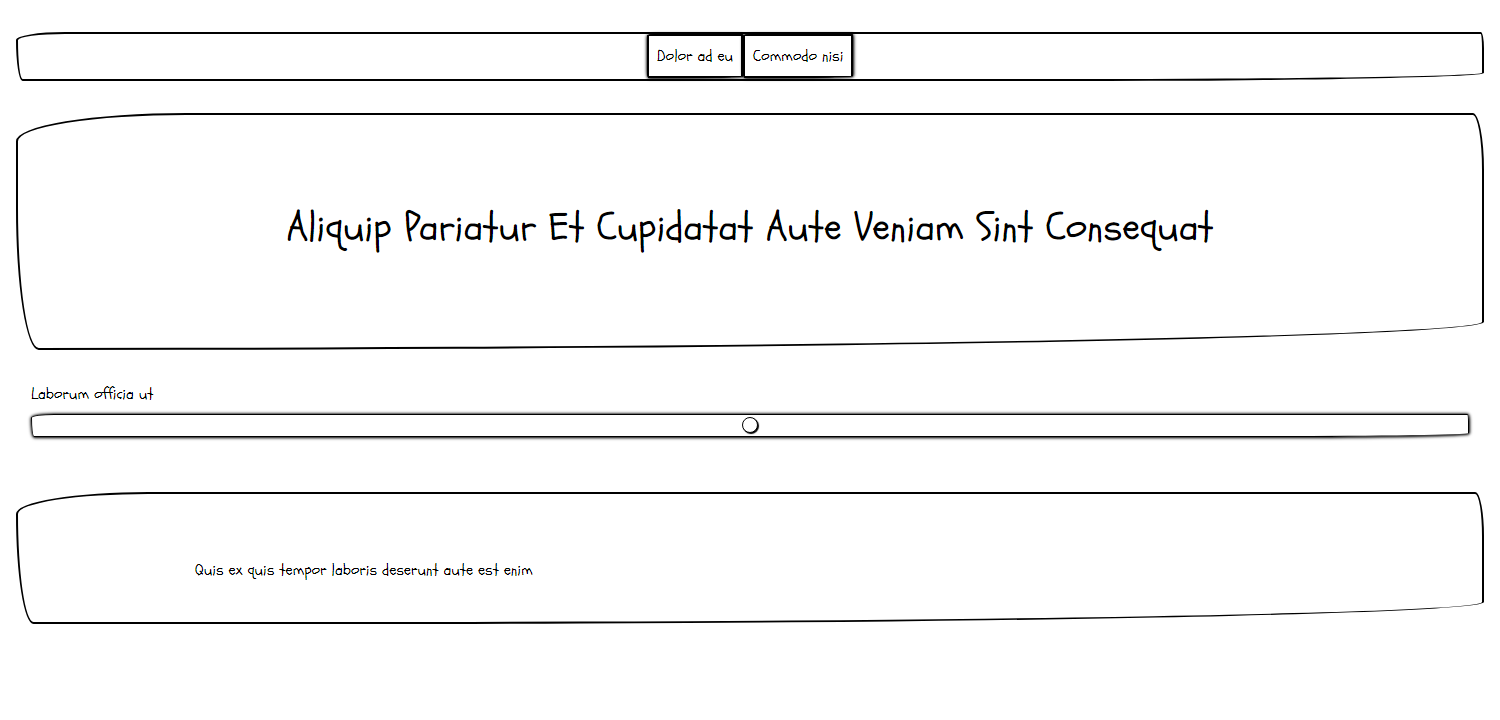 Dolor ad eu
Commodo nisi
Aliquip Pariatur Et Cupidatat Aute Veniam Sint Consequat
Laborum officia ut
Quis ex quis tempor laboris deserunt aute est enim